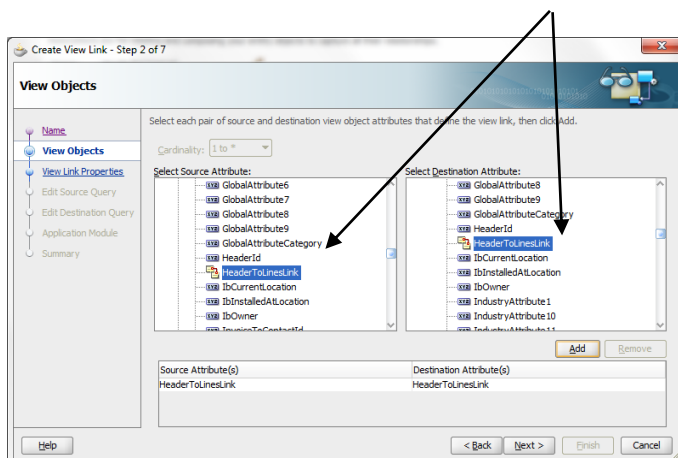 Create View Link - Step 2 of 7
View Objects
Name
View Objects
View Link Properties
Edit Source Query
Edit Destination Query
Application Module
Summary
Select each pair of source and destination view object attributes that define the view link, then click Add.
Cardinality: 1 to *
Select Source Attribute:
GlobalAttribute6
GlobalAttribute7
GlobalAttribute8
GlobalAttribute9
GlobalAttributeCategory
HeaderId
HeaderToLinesLink
IbCurrentLocation
IbInstalledAtLocation
IbOwner
InvoiceToContactId
Select Destination Attribute:
GlobalAttribute8
GlobalAttribute9
GlobalAttributeCategory
HeaderId
HeaderToLinesLink
IbCurrentLocation
IbInstalledAtLocation
IbOwner
IndustryAttribute1
IndustryAttribute10
IndustryAttribute11
Add Remove
Source Attribute(s) Destination Attribute(s)
HeaderToLinesLink HeaderToLinesLink
Help < Back Next > Finish Cancel